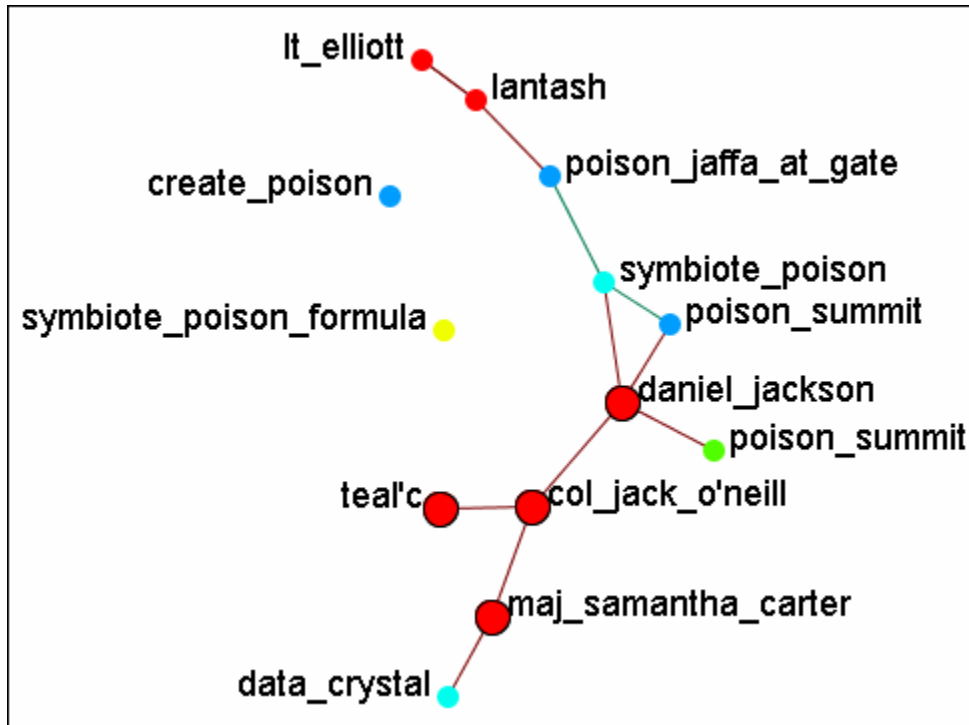 lt_elliott
lantash
poison_jaffa_at_gate
create_poison
symbiote_poison
poison_summit
symbiote_poison_formula
daniel_jackson
poison_summit
teal'c
col_jack_o'neill
maj_samantha_carter
data_crystal